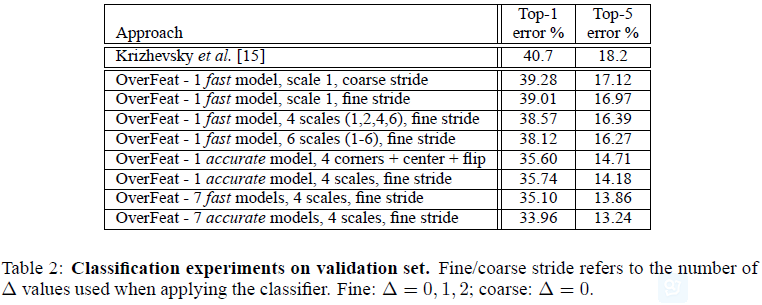 Approach Top-1 error % Top-5 error %
Krizhevsky et al. [15] 40.7 18.2
OverFeat - 1 fast model, scale 1, coarse stride 39.28 17.12
OverFeat - 1 fast model, scale 1, fine stride 39.01 16.97
OverFeat - 1 fast model, 4 scales (1,2,4,6), fine stride 38.57 16.39
OverFeat - 1 fast model, 6 scales (1-6), fine stride 38.12 16.27
OverFeat - 1 accurate model, 4 corners + center + flip 35.60 14.71
OverFeat - 1 accurate model, 4 scales, fine stride 35.74 14.18
OverFeat - 7 fast models, 4 scales, fine stride 35.10 13.86
OverFeat - 7 accurate models, 4 scales, fine stride 33.96 13.24
Table 2: Classification experiments on validation set. Fine/coarse stride refers to the number of
Δ values used when applying the classifier. Fine: Δ = 0, 1, 2; coarse: Δ = 0.